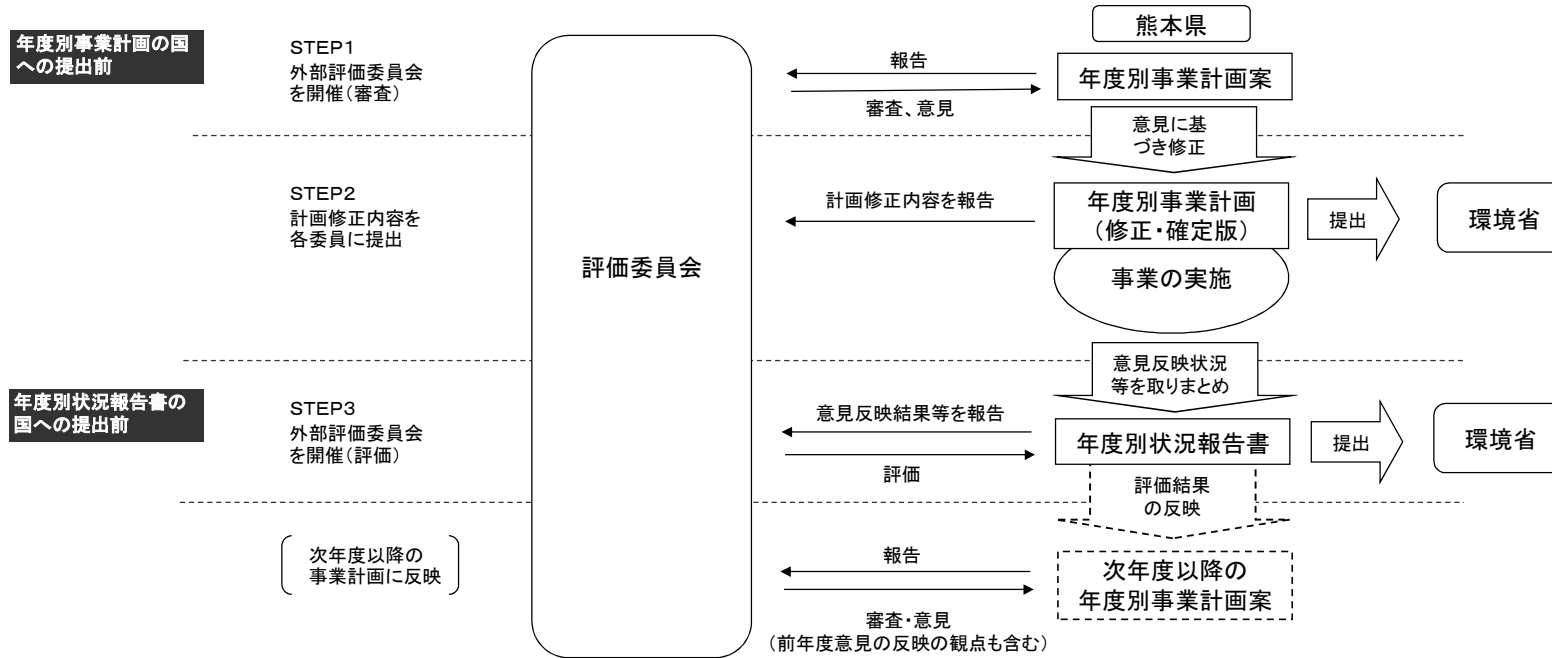 熊本県
年度別事業計画の国
への提出前
STEP1
外部評価委員会
を開催(審査)
報告
審査、意見
年度別事業計画案
意見に基
づき修正
STEP2
計画修正内容を
各委員に提出
評価委員会
計画修正内容を報告
年度別事業計画
(修正・確定版)
提出
環境省
事業の実施
意見反映状況
等を取りまとめ
年度別状況報告書の
国への提出前
STEP3
外部評価委員会
を開催(評価)
意見反映結果等を報告
評価
年度別状況報告書
提出
環境省
評価結果
の反映
次年度以降の
事業計画に反映
報告
審査・意見
(前年度意見の反映の観点も含む)
次年度以降の
年度別事業計画案